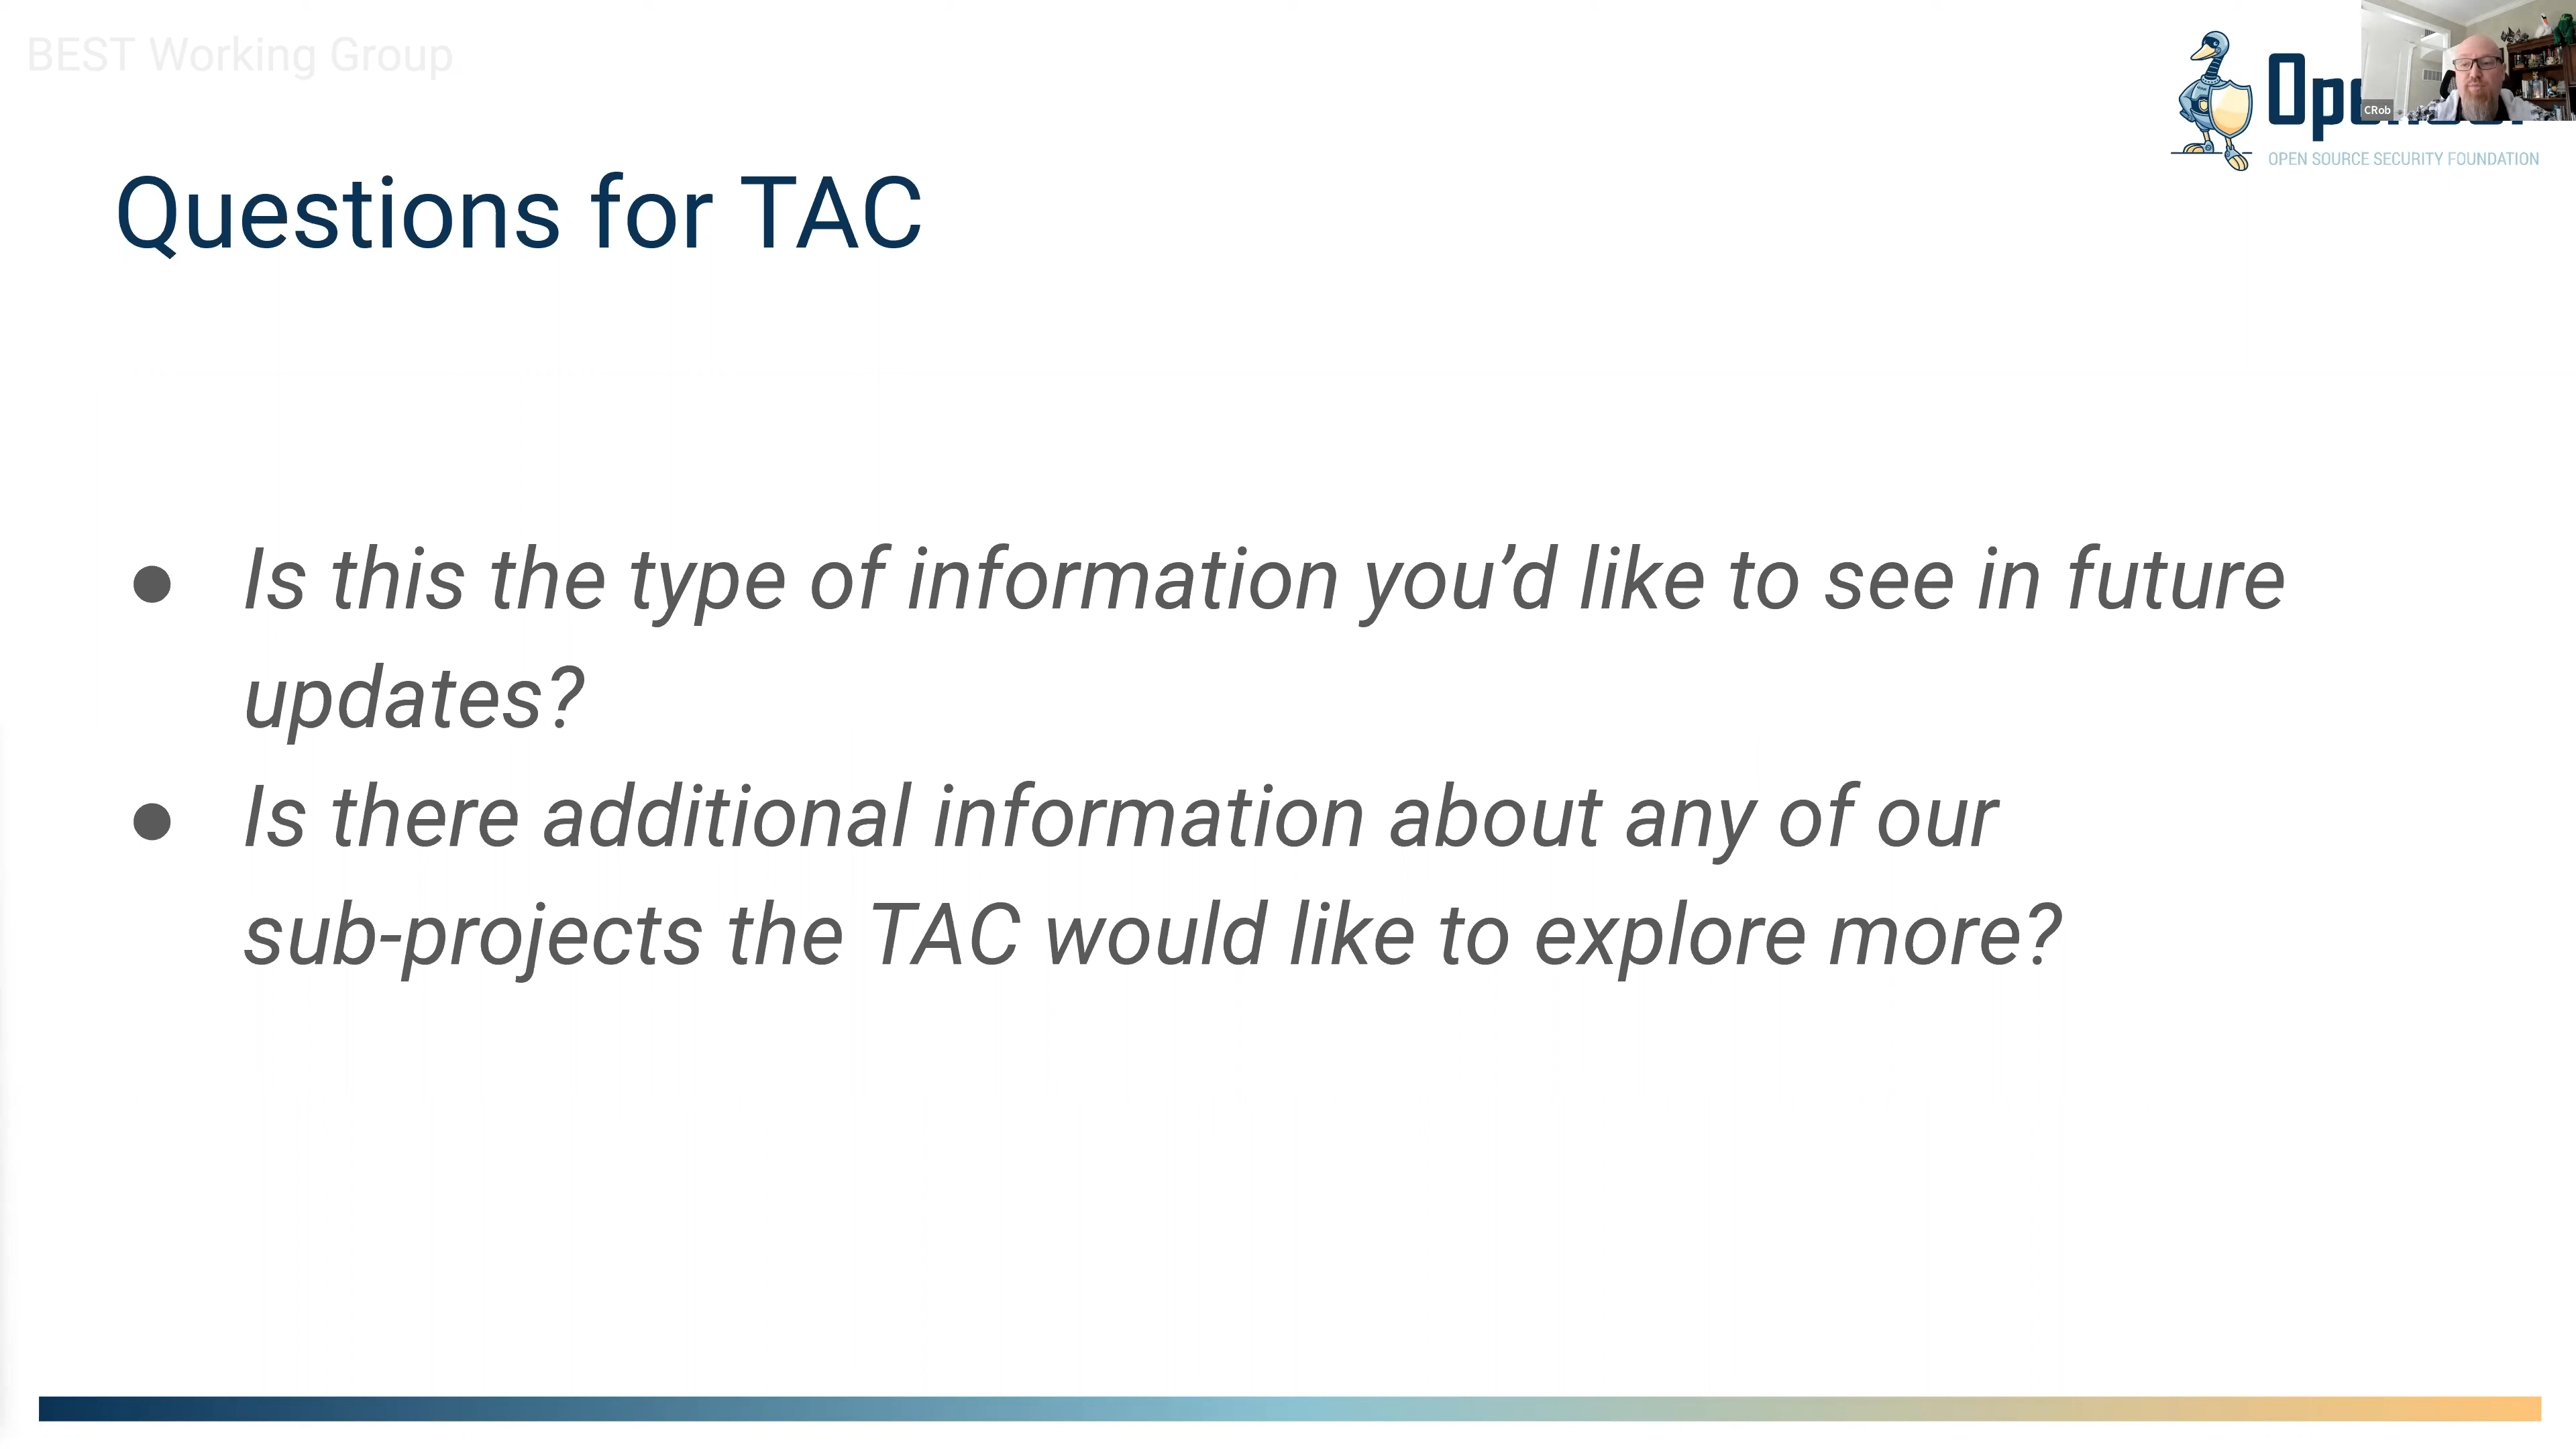 BEST Working Group
CRob
OPEN SOURCE SECURITY FOUNDATION
Questions for TAC
● Is this the type of information you’d like to see in future
updates?
● Is there additional information about any of our
sub-projects the TAC would like to explore more?